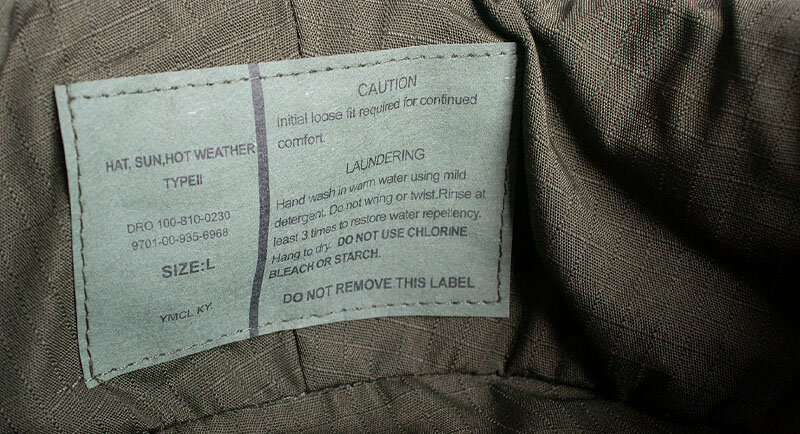 HAT, SUN,HOT WEATHER
TYPEII
DRO 100-810-0230
9701-00-935-6968
SIZE:L
YMCL KY
CAUTION
Initial loose fit required for continued
comfort.
LAUNDERING
Hand wash in warm water using mild
detergent. Do not wring or twist.Rinse at
least 3 times to restore water repellency.
Hang to dry. DO NOT USE CHLORINE
BLEACH OR STARCH.
DO NOT REMOVE THIS LABEL